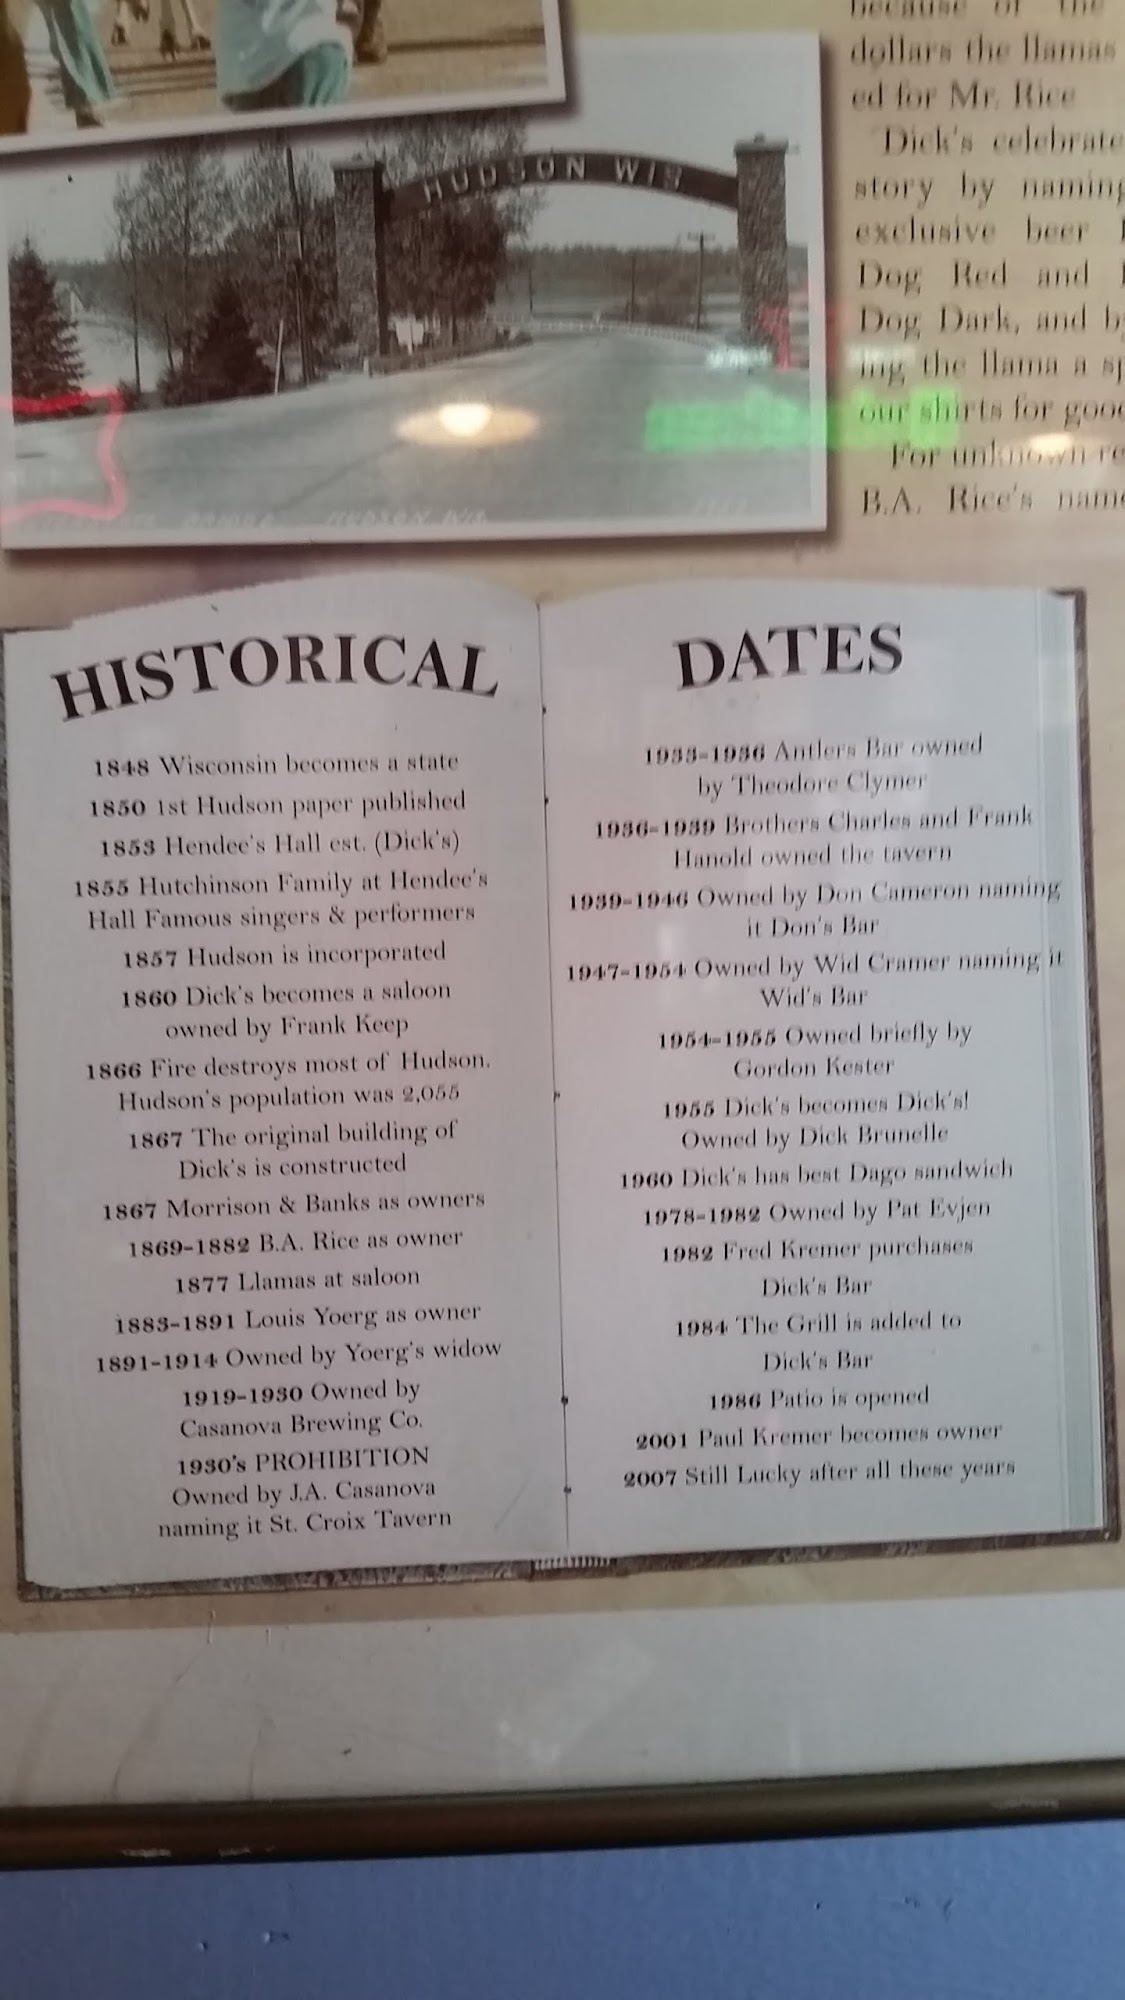 because of the
dollars the llamas
ed for Mr. Rice
Dick's celebrate
story by naming
exclusive beer
Dog Red and
Dog Dark, and b
ing the llama a sp
our shirts for good
For unknown re
B.A. Rice's name
HUDSON WIS
HUDSON, WIS.
HISTORICAL
1848 Wisconsin becomes a state
1850 1st Hudson paper published
1853 Hendee's Hall est. (Dick's)
1855 Hutchinson Family at Hendee's
Hall Famous singers & performers
1857 Hudson is incorporated
1860 Dick's becomes a saloon
owned by Frank Keep
1866 Fire destroys most of Hudson.
Hudson's population was 2,055
1867 The original building of
Dick's is constructed
1867 Morrison & Banks as owners
1869-1882 B.A. Rice as owner
1877 Llamas at saloon
1883-1891 Louis Yoerg as owner
1891-1914 Owned by Yoerg's widow
1919-1930 Owned by
Casanova Brewing Co.
1930's PROHIBITION
Owned by J.A. Casanova
naming it St. Croix Tavern
DATES
1933-1936 Antlers Bar owned
by Theodore Clymer
1936-1939 Brothers Charles and Frank
Hanold owned the tavern
1939-1946 Owned by Don Cameron naming
it Don's Bar
1947-1954 Owned by Wid Cramer naming it
Wid's Bar
1954-1955 Owned briefly by
Gordon Kester
1955 Dick's becomes Dick's!
Owned by Dick Brunelle
1960 Dick's has best Dago sandwich
1978-1982 Owned by Pat Evjen
1982 Fred Kremer purchases
Dick's Bar
1984 The Grill is added to
Dick's Bar
1986 Patio is opened
2001 Paul Kremer becomes owner
2007 Still Lucky after all these years